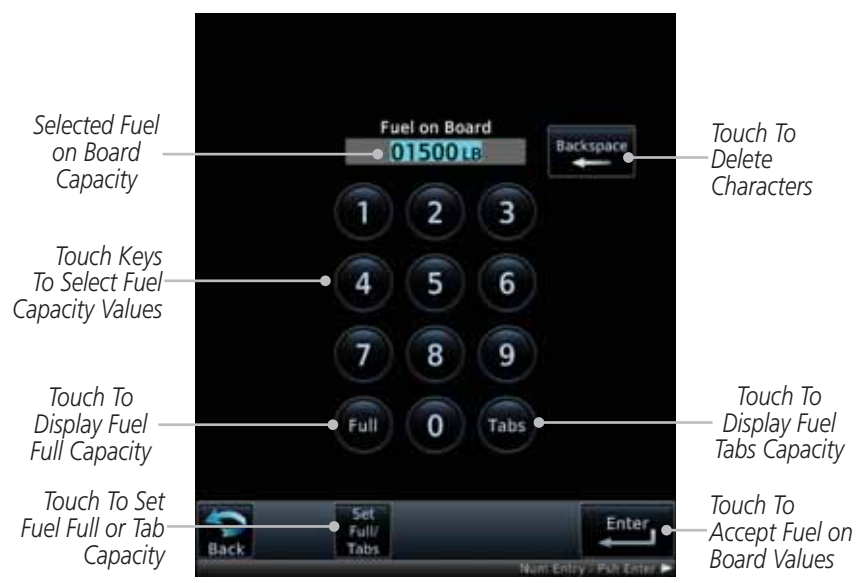 Fuel on Board
01500 LB
Backspace
Selected Fuel
on Board
Capacity
Touch To
Delete
Characters
1 2 3
Touch Keys
To Select Fuel
Capacity Values
4 5 6
7 8 9
Touch To
Display Fuel
Full Capacity
Full 0 Tabs
Touch To
Display Fuel
Tabs Capacity
Touch To Set
Fuel Full or Tab
Capacity
Back
Set
Full/
Tabs
Enter
Touch To
Accept Fuel on
Board Values
Num Entry - Psh Enter